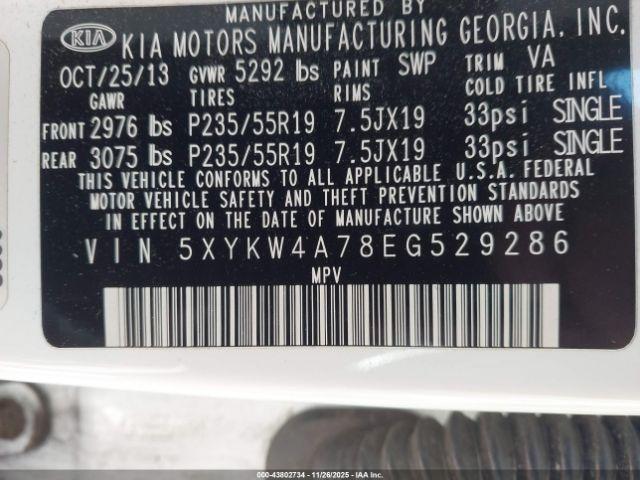 MANUFACTURED BY
KIA KIA MOTORS MANUFACTURING GEORGIA, INC.
OCT/25/13 GVWR 5292 lbs PAINT SWP TRIM VA
GAWR TIRES RIMS COLD TIRE INFL
FRONT 2976 lbs P235/55R19 7.5JX19 33psi SINGLE
REAR 3075 lbs P235/55R19 7.5JX19 33psi SINGLE
THIS VEHICLE CONFORMS TO ALL APPLICABLE U.S.A. FEDERAL
MOTOR VEHICLE SAFETY AND THEFT PREVENTION STANDARDS
IN EFFECT ON THE DATE OF MANUFACTURE SHOWN ABOVE
VIN 5XYKW4A78EG529286
MPV
000-43802734 — 11/26/2025 — IAA Inc.